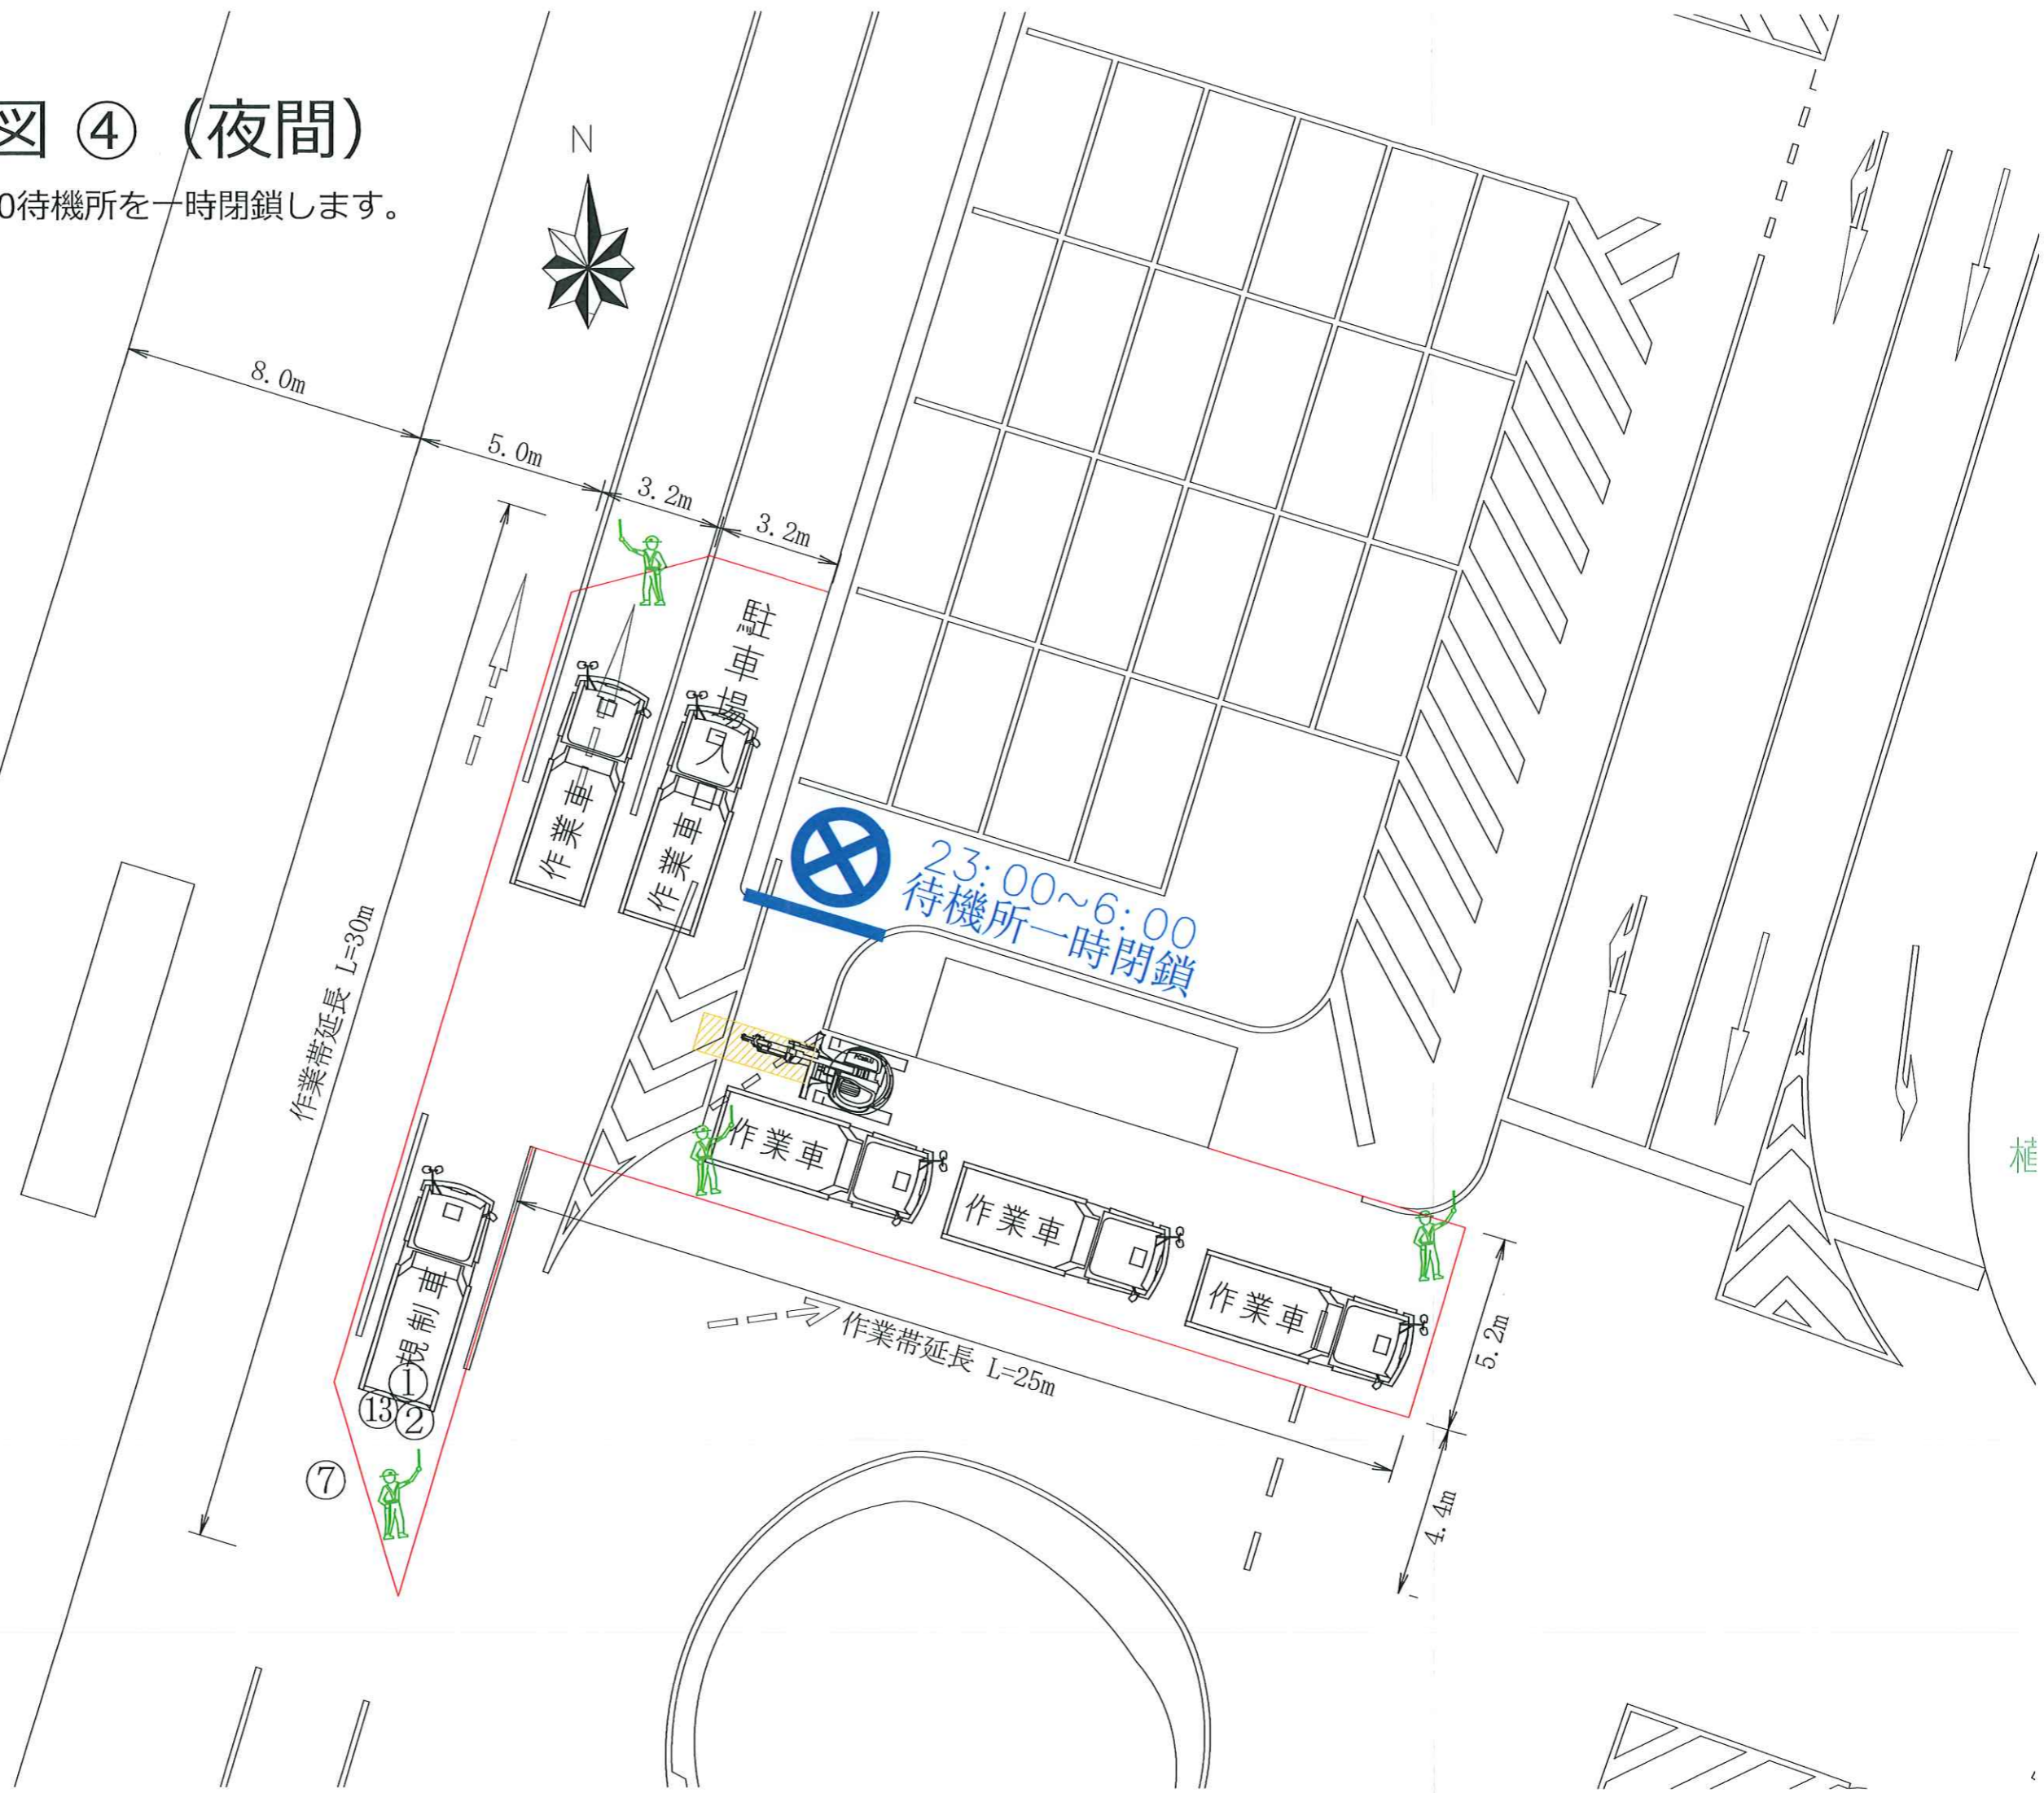 図 ④（夜間）
0待機所を一時閉鎖します。
N
8.0m
5.0m
3.2m
3.2m
駐車場
入口
作業車
作業車
23:00～6:00
待機所一時閉鎖
作業帯延長 L=30m
作業車
作業車
作業車
規制車
①
⑬
②
⑦
作業帯延長 L=25m
5.2m
4.4m
植